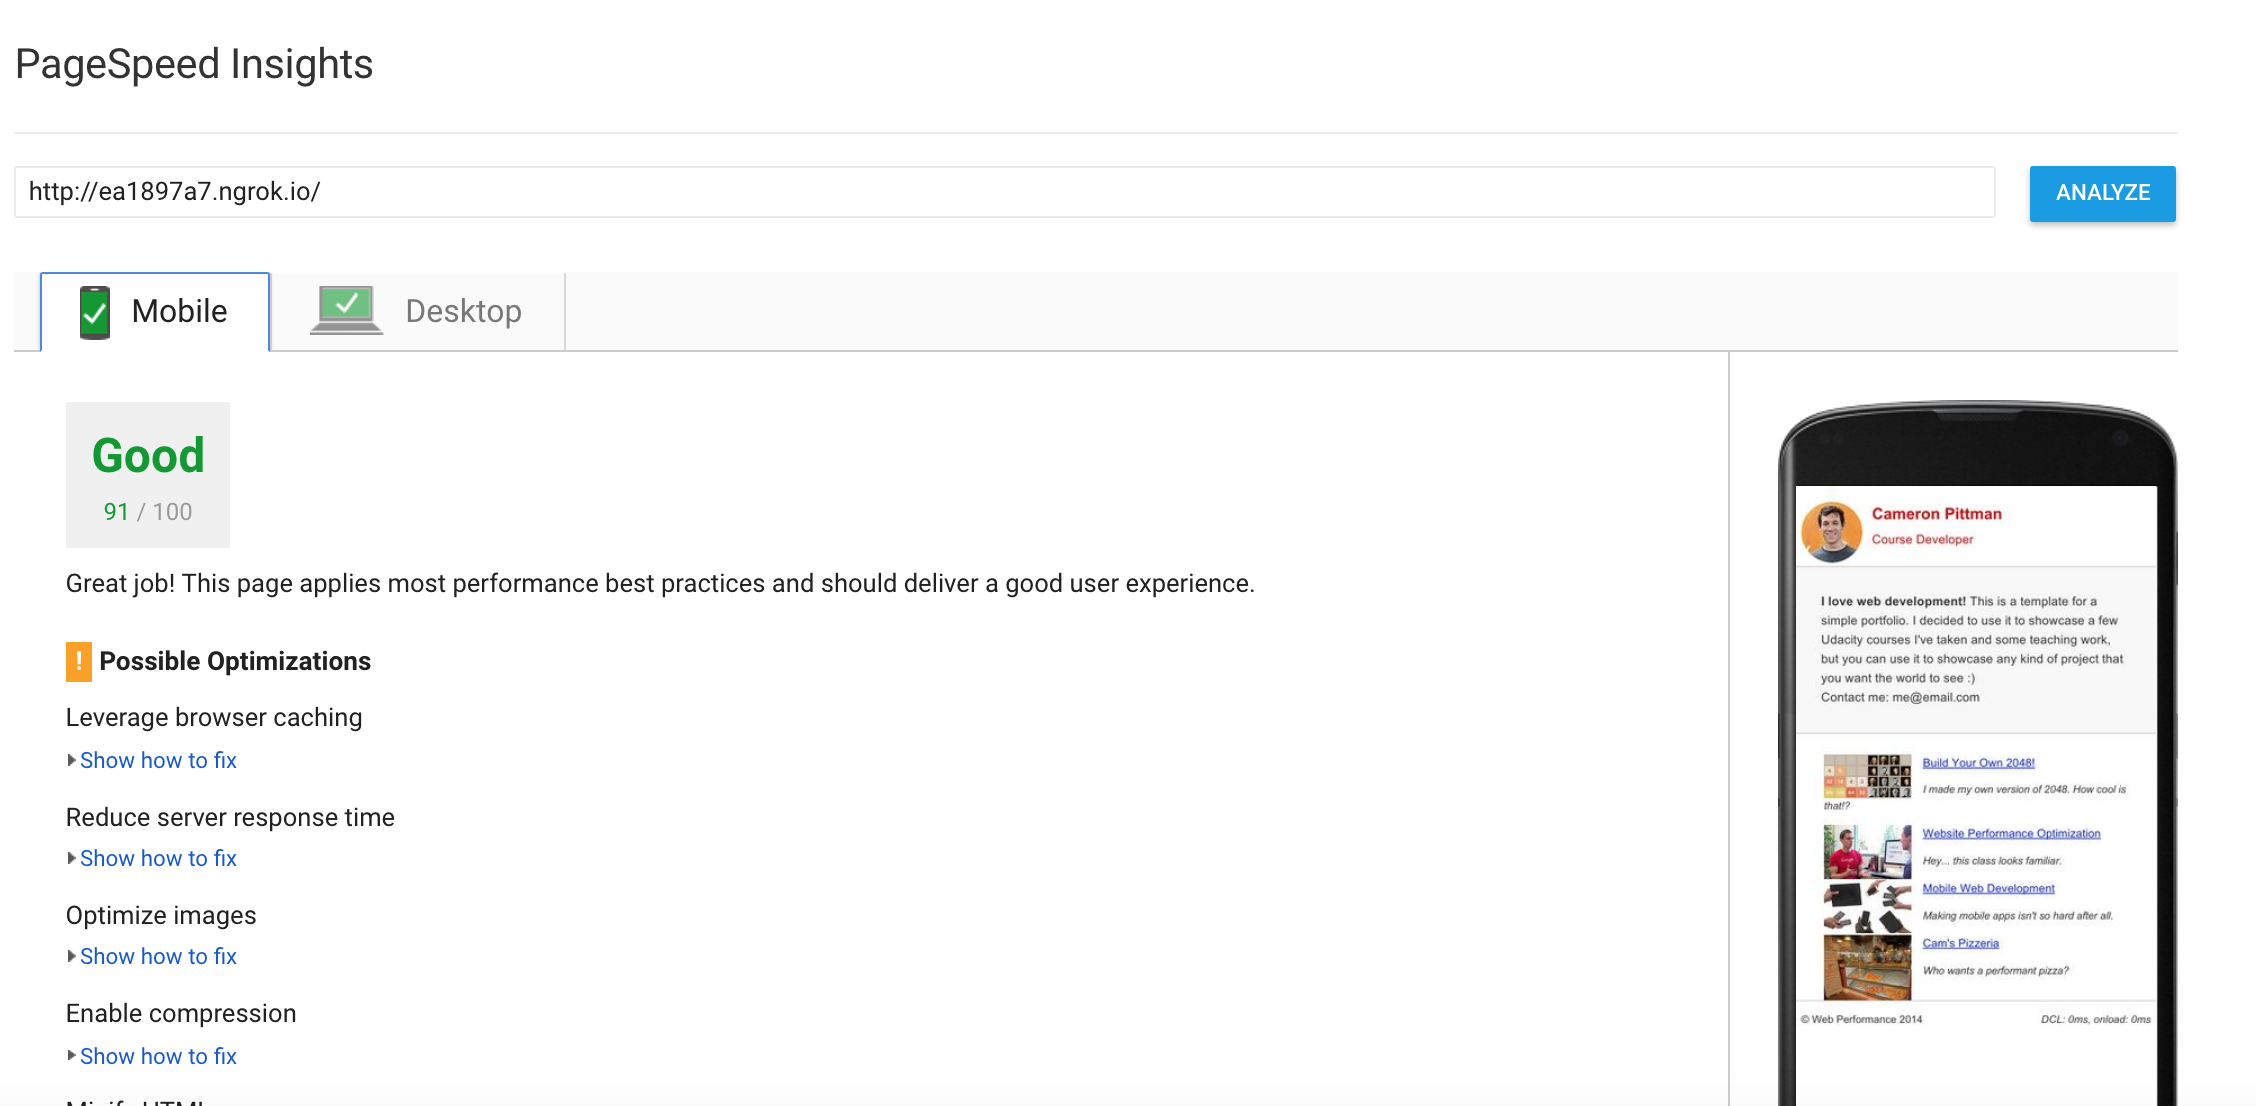 PageSpeed Insights
http://ea1897a7.ngrok.io/
ANALYZE
Mobile
Desktop
Good
91 / 100
Great job! This page applies most performance best practices and should deliver a good user experience.
! Possible Optimizations
Leverage browser caching
Show how to fix
Reduce server response time
Show how to fix
Optimize images
Show how to fix
Enable compression
Show how to fix
Cameron Pittman
Course Developer
I love web development! This is a template for a
simple portfolio. I decided to use it to showcase a few
Udacity courses I've taken and some teaching work,
but you can use it to showcase any kind of project that
you want the world to see :)
Contact me: me@email.com
Build Your Own 2048!
I made my own version of 2048. How cool is
that!?
Website Performance Optimization
Hey... this class looks familiar.
Mobile Web Development
Making mobile apps isn't so hard after all.
Cam's Pizzeria
Who wants a performant pizza?
© Web Performance 2014
DCL: 0ms, onload: 0ms